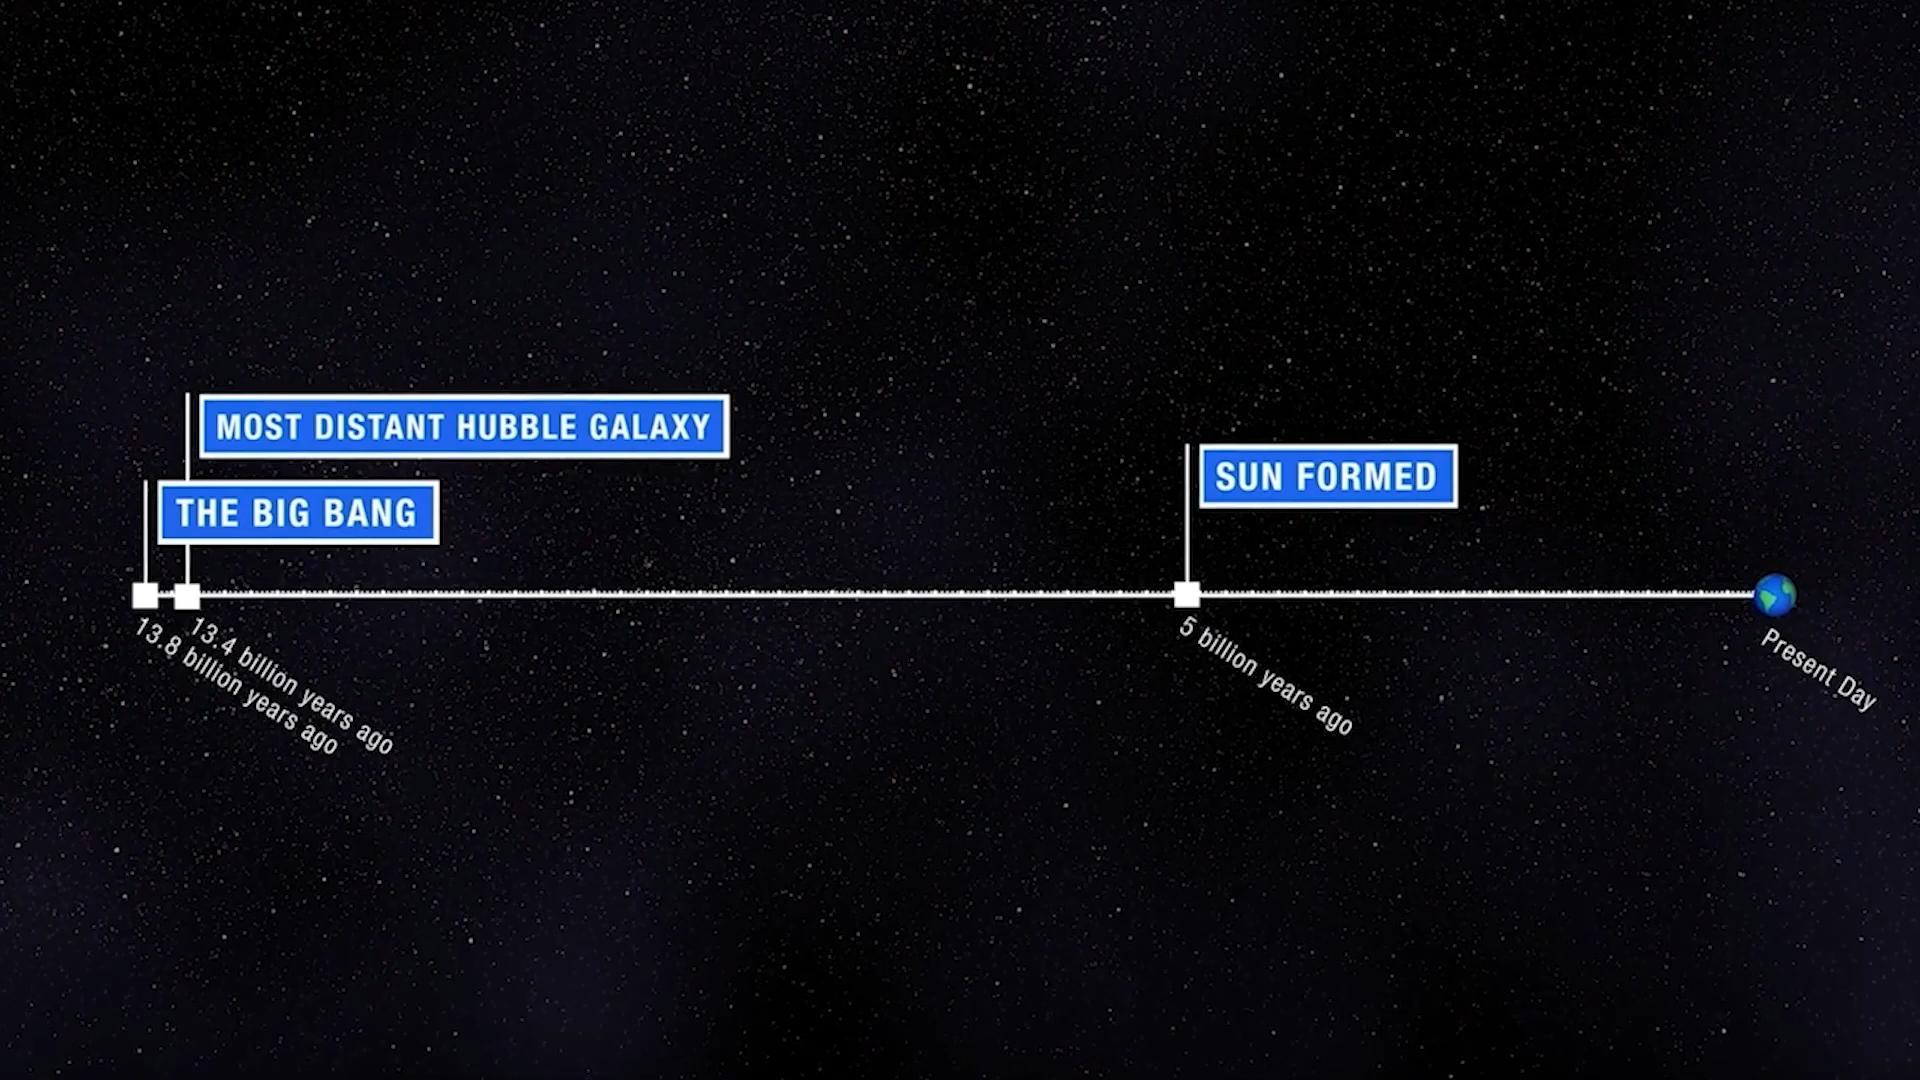 MOST DISTANT HUBBLE GALAXY
THE BIG BANG
SUN FORMED
13.8 billion years ago
13.4 billion years ago
5 billion years ago
Present Day